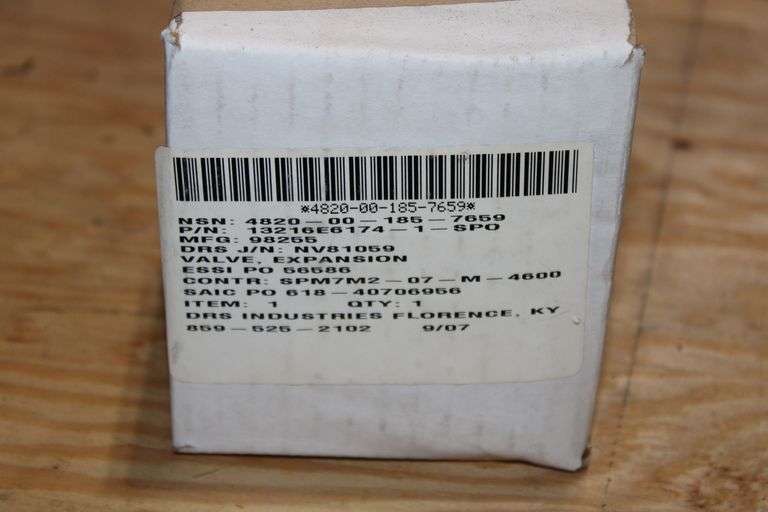 *4820-00-185-7659*
NSN: 4820-00-185-7659
P/N: 13216E6174-1-SPO
MFG: 98255
DRS J/N: NV81059
VALVE, EXPANSION
ESSI PO 56586
CONTR: SPM7M2-07-M-4600
SAIC PO 618-40706956
ITEM: 1 QTY: 1
DRS INDUSTRIES FLORENCE, KY
859-525-2102 9/07